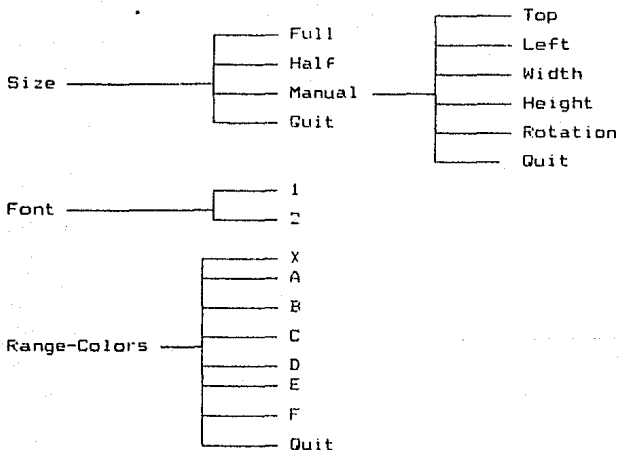 Size
Full
Half
Manual
Quit
Top
Left
Width
Height
Rotation
Quit
Font
1
2
Range-Colors
X
A
B
C
D
E
F
Quit